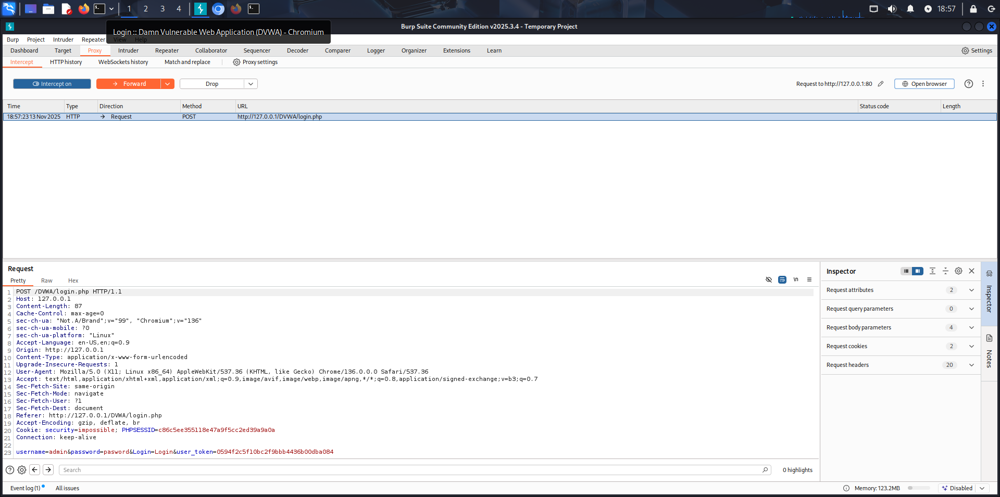 1 2 3 4 18:57
Burp Suite Community Edition v2025.3.4 - Temporary Project
Login :: Damn Vulnerable Web Application (DVWA) - Chromium
Burp Project Intruder Repeater View Help
Dashboard Target Proxy Intruder Repeater Collaborator Sequencer Decoder Comparer Logger Organizer Extensions Learn Settings
Intercept HTTP history WebSockets history Match and replace Proxy settings
Intercept on Forward Drop Request to http://127.0.0.1:80 Open browser
Time Type Direction Method URL Status code Length
18:57:23 13 Nov 2025 HTTP → Request POST http://127.0.0.1/DVWA/login.php
Request
Pretty Raw Hex \n
1 POST /DVWA/login.php HTTP/1.1
2 Host: 127.0.0.1
3 Content-Length: 87
4 Cache-Control: max-age=0
5 sec-ch-ua: "Not.A/Brand";v="99", "Chromium";v="136"
6 sec-ch-ua-mobile: ?0
7 sec-ch-ua-platform: "Linux"
8 Accept-Language: en-US,en;q=0.9
9 Origin: http://127.0.0.1
10 Content-Type: application/x-www-form-urlencoded
11 Upgrade-Insecure-Requests: 1
12 User-Agent: Mozilla/5.0 (X11; Linux x86_64) AppleWebKit/537.36 (KHTML, like Gecko) Chrome/136.0.0.0 Safari/537.36
13 Accept: text/html,application/xhtml+xml,application/xml;q=0.9,image/avif,image/webp,image/apng,*/*;q=0.8,application/signed-exchange;v=b3;q=0.7
14 Sec-Fetch-Site: same-origin
15 Sec-Fetch-Mode: navigate
16 Sec-Fetch-User: ?1
17 Sec-Fetch-Dest: document
18 Referer: http://127.0.0.1/DVWA/login.php
19 Accept-Encoding: gzip, deflate, br
20 Cookie: security=impossible; PHPSESSID=c86c5ee355118e47a9f5cc2ed39a9a0a
21 Connection: keep-alive
22
23 username=admin&password=pasword&Login=Login&user_token=0594f2c5f10bc2f9bbb4436b00dba084
Inspector
Request attributes 2
Request query parameters 0
Request body parameters 4
Request cookies 2
Request headers 20
Inspector
Notes
Search 0 highlights
Event log (1) All issues Memory: 123.2MB Disabled